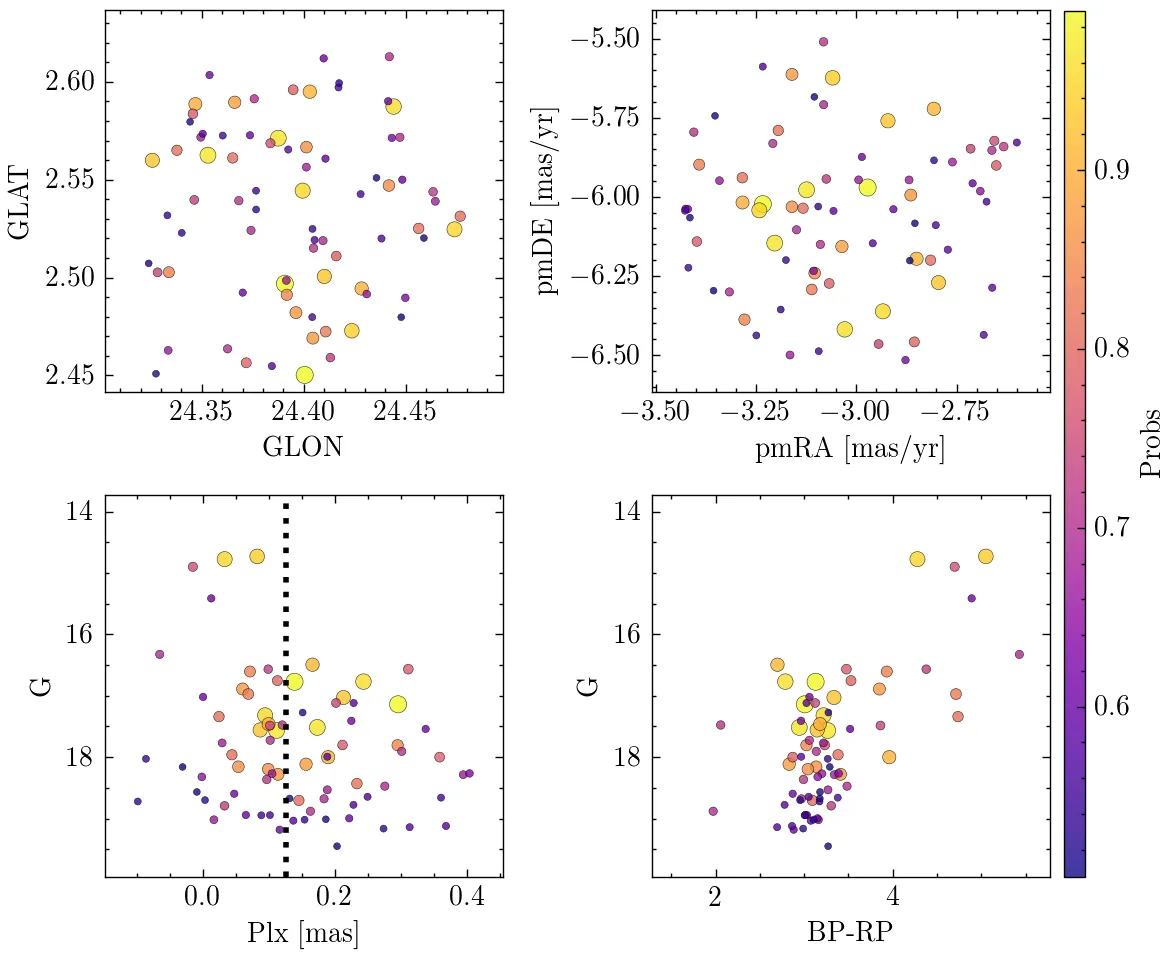 2.60
2.55
2.50
2.45
GLAT
24.35 24.40 24.45
GLON
−5.50
−5.75
−6.00
−6.25
−6.50
pmDE [mas/yr]
−3.50 −3.25 −3.00 −2.75
pmRA [mas/yr]
0.9
0.8
0.7
0.6
Probs
14
16
18
G
0.0 0.2 0.4
Plx [mas]
14
16
18
G
2 4
BP-RP